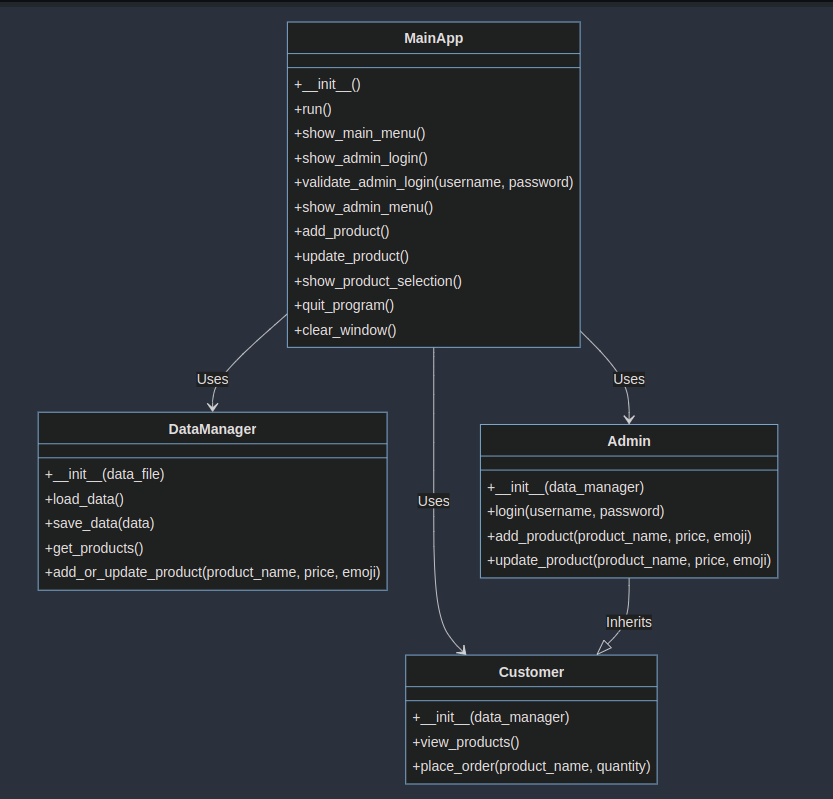 MainApp
+__init__()
+run()
+show_main_menu()
+show_admin_login()
+validate_admin_login(username, password)
+show_admin_menu()
+add_product()
+update_product()
+show_product_selection()
+quit_program()
+clear_window()
Uses
Uses
DataManager
+__init__(data_file)
+load_data()
+save_data(data)
+get_products()
+add_or_update_product(product_name, price, emoji)
Uses
Admin
+__init__(data_manager)
+login(username, password)
+add_product(product_name, price, emoji)
+update_product(product_name, price, emoji)
Inherits
Customer
+__init__(data_manager)
+view_products()
+place_order(product_name, quantity)